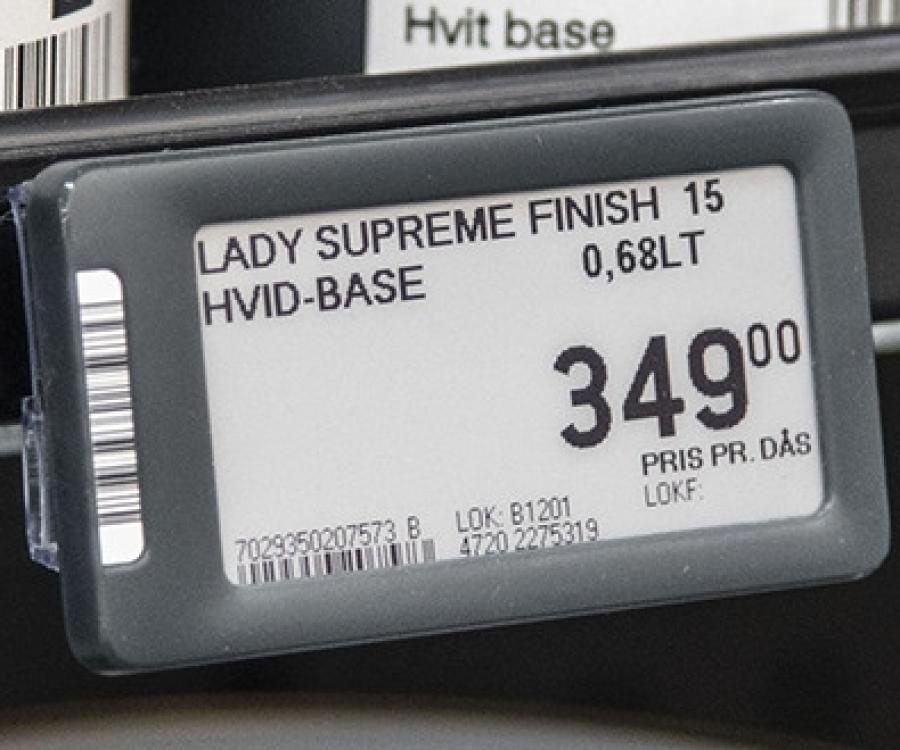 Hvit base
LADY SUPREME FINISH 15
HVID-BASE 0,68LT
34900
PRIS PR. DÅS
LOKF:
7029350207573 B LOK: B1201
4720 2275319